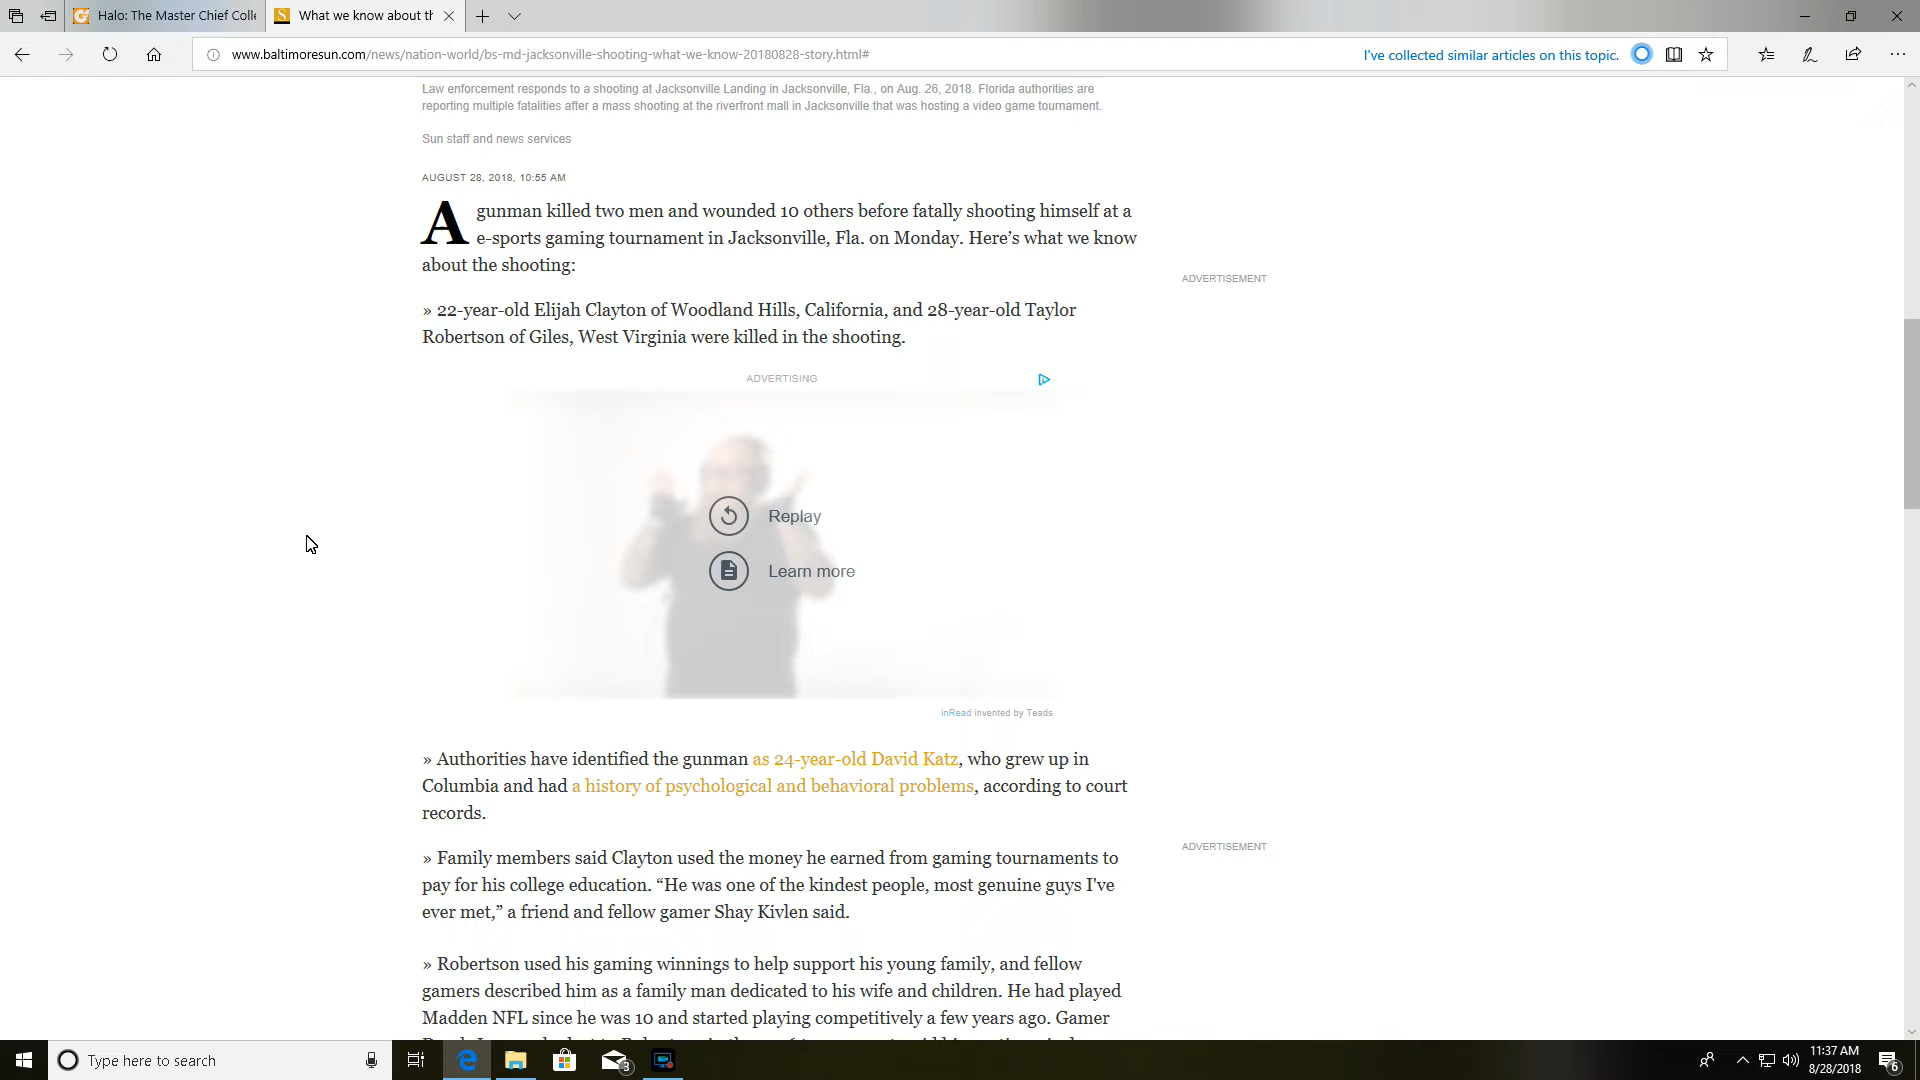 Halo: The Master Chief Colle
What we know about th
www.baltimoresun.com/news/nation-world/bs-md-jacksonville-shooting-what-we-know-20180828-story.html#
I've collected similar articles on this topic.
Law enforcement responds to a shooting at Jacksonville Landing in Jacksonville, Fla., on Aug. 26, 2018. Florida authorities are
reporting multiple fatalities after a mass shooting at the riverfront mall in Jacksonville that was hosting a video game tournament.
Sun staff and news services
AUGUST 28, 2018, 10:55 AM
A gunman killed two men and wounded 10 others before fatally shooting himself at a
e-sports gaming tournament in Jacksonville, Fla. on Monday. Here’s what we know
about the shooting:
ADVERTISEMENT
» 22-year-old Elijah Clayton of Woodland Hills, California, and 28-year-old Taylor
Robertson of Giles, West Virginia were killed in the shooting.
ADVERTISING
Replay
Learn more
inRead invented by Teads
» Authorities have identified the gunman as 24-year-old David Katz, who grew up in
Columbia and had a history of psychological and behavioral problems, according to court
records.
ADVERTISEMENT
» Family members said Clayton used the money he earned from gaming tournaments to
pay for his college education. “He was one of the kindest people, most genuine guys I've
ever met,” a friend and fellow gamer Shay Kivlen said.
» Robertson used his gaming winnings to help support his young family, and fellow
gamers described him as a family man dedicated to his wife and children. He had played
Madden NFL since he was 10 and started playing competitively a few years ago. Gamer
Type here to search
3
11:37 AM
8/28/2018
6